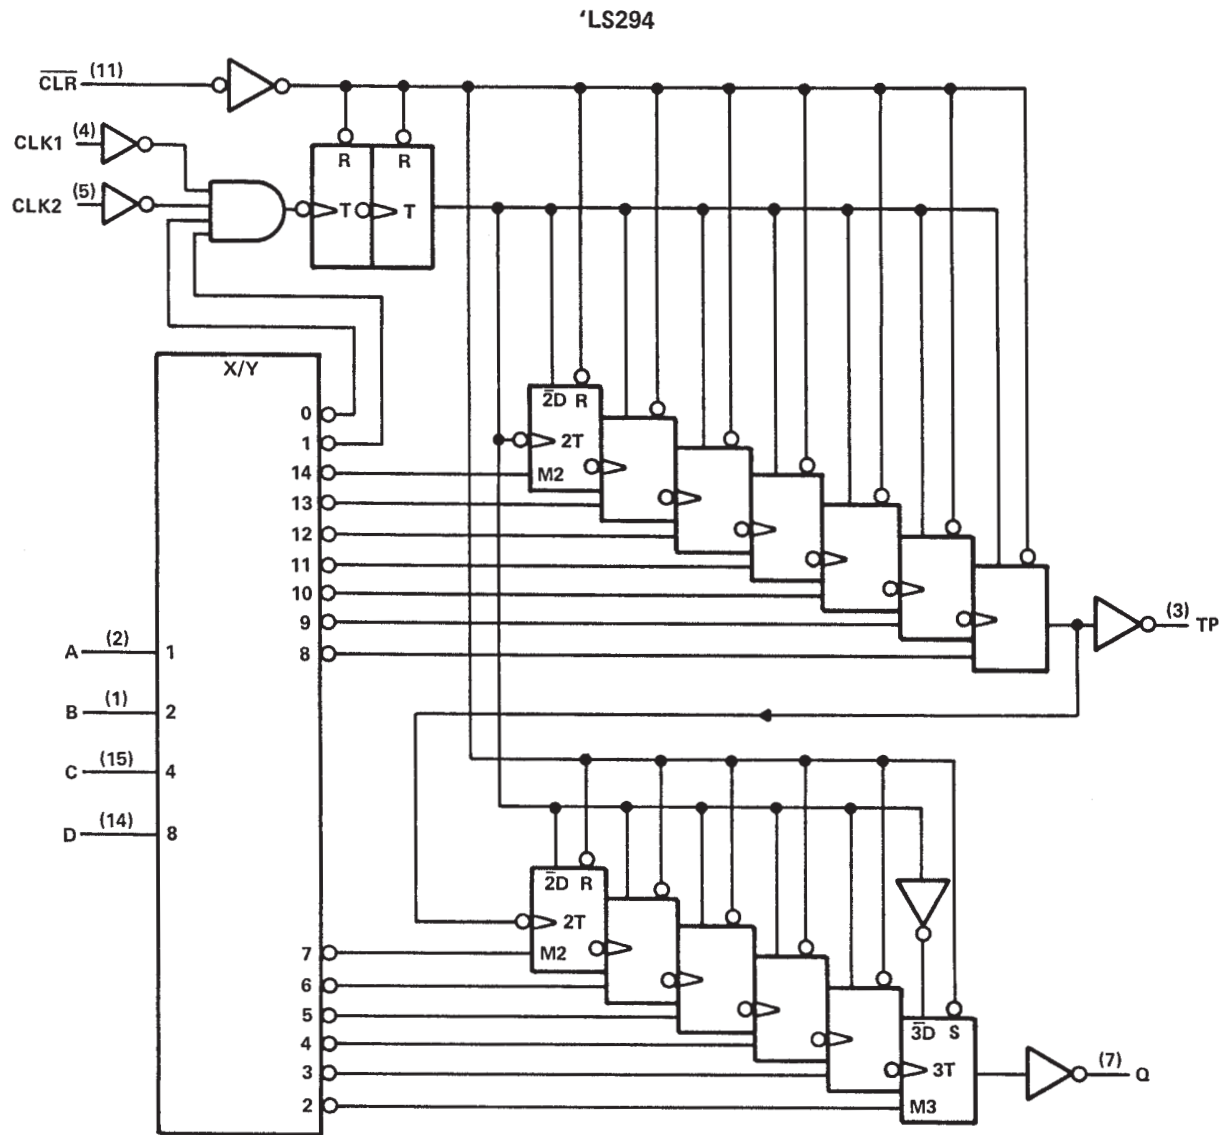 'LS294
CLR (11)
CLK1 (4)
CLK2 (5)
R R
T T
X/Y
0
1
14
13
12
11
10
9
8
2D R
2T
M2
(3) TP
A (2) 1
B (1) 2
C (15) 4
D (14) 8
2D R
2T
M2
7
6
5
4
3
2
3D S
3T
M3
(7) Q